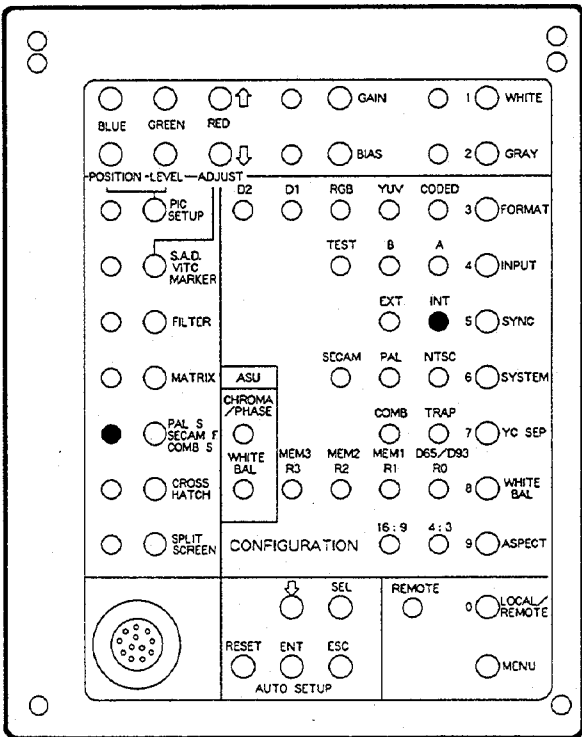 GAIN 1 WHITE
BLUE GREEN RED
BIAS 2 GRAY
POSITION LEVEL ADJUST
D2 D1 RGB YUV CODED
PIC SETUP
3 FORMAT
TEST B A
S.A.D. VITC MARKER
4 INPUT
EXT. INT
FILTER
5 SYNC
SECAM PAL NTSC
MATRIX
ASU
6 SYSTEM
CHROMA /PHASE
COMB TRAP
PAL S SECAM F COMB S
7 YC SEP
WHITE BAL
MEM3 MEM2 MEM1 D65/D93
R3 R2 R1 R0
CROSS HATCH
8 WHITE BAL
16:9 4:3
SPLIT SCREEN
CONFIGURATION
9 ASPECT
SEL REMOTE
0 LOCAL/ REMOTE
RESET ENT ESC
MENU
AUTO SETUP